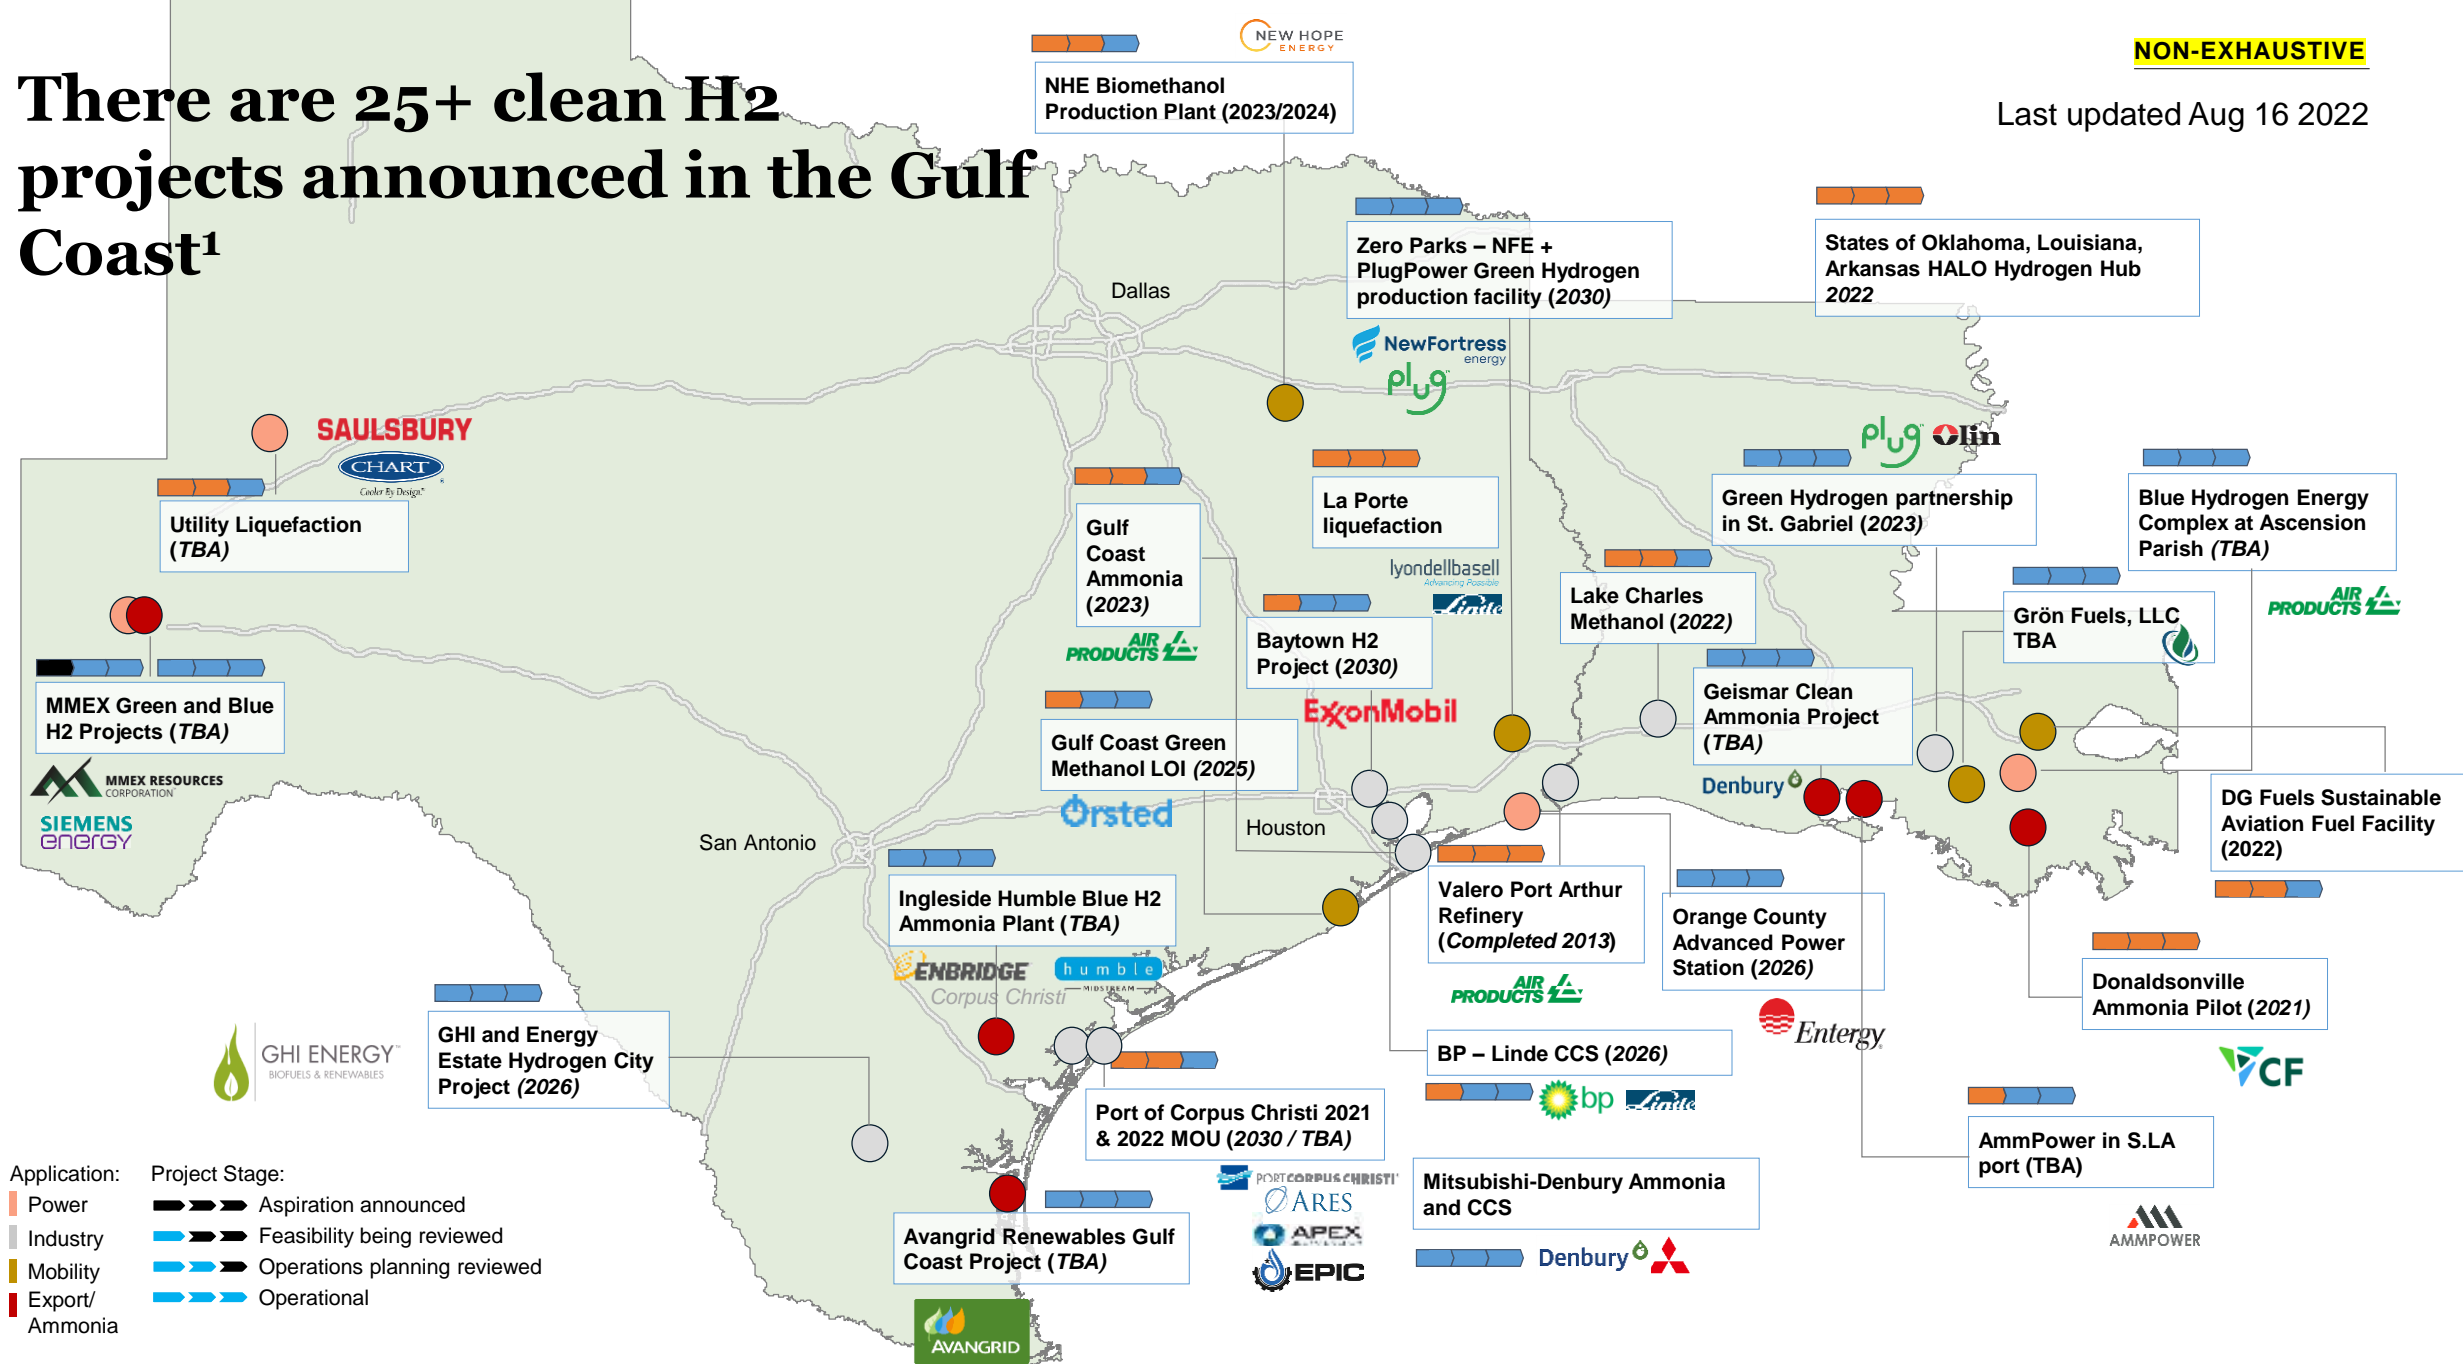 There are 25+ clean H2
projects announced in the Gulf
Coast¹
NON-EXHAUSTIVE
Last updated Aug 16 2022
NEW HOPE
ENERGY
NHE Biomethanol
Production Plant (2023/2024)
Zero Parks – NFE +
PlugPower Green Hydrogen
production facility (2030)
NewFortress
energy
plug
States of Oklahoma, Louisiana,
Arkansas HALO Hydrogen Hub
2022
Dallas
SAULSBURY
CHART
Cooler By Design.
Utility Liquefaction
(TBA)
Gulf
Coast
Ammonia
(2023)
AIR
PRODUCTS
La Porte
liquefaction
lyondellbasell
Advancing Possible
Linde
plug
Olin
Green Hydrogen partnership
in St. Gabriel (2023)
Blue Hydrogen Energy
Complex at Ascension
Parish (TBA)
AIR
PRODUCTS
Grön Fuels, LLC
TBA
Lake Charles
Methanol (2022)
Baytown H2
Project (2030)
ExxonMobil
Geismar Clean
Ammonia Project
(TBA)
Denbury
MMEX Green and Blue
H2 Projects (TBA)
MMEX RESOURCES
CORPORATION
SIEMENS
energy
Gulf Coast Green
Methanol LOI (2025)
Ørsted
San Antonio
Houston
DG Fuels Sustainable
Aviation Fuel Facility
(2022)
Ingleside Humble Blue H2
Ammonia Plant (TBA)
ENBRIDGE
humble
MIDSTREAM
Corpus Christi
Valero Port Arthur
Refinery
(Completed 2013)
AIR
PRODUCTS
Orange County
Advanced Power
Station (2026)
Entergy
Donaldsonville
Ammonia Pilot (2021)
CF
GHI ENERGY
BIOFUELS & RENEWABLES
GHI and Energy
Estate Hydrogen City
Project (2026)
BP – Linde CCS (2026)
bp
Linde
Port of Corpus Christi 2021
& 2022 MOU (2030 / TBA)
PORTCORPUSCHRISTI
ARES
APEX
EPIC
AmmPower in S.LA
port (TBA)
AMMPOWER
Mitsubishi-Denbury Ammonia
and CCS
Denbury
Avangrid Renewables Gulf
Coast Project (TBA)
AVANGRID
Application:
Power
Industry
Mobility
Export/
Ammonia
Project Stage:
Aspiration announced
Feasibility being reviewed
Operations planning reviewed
Operational